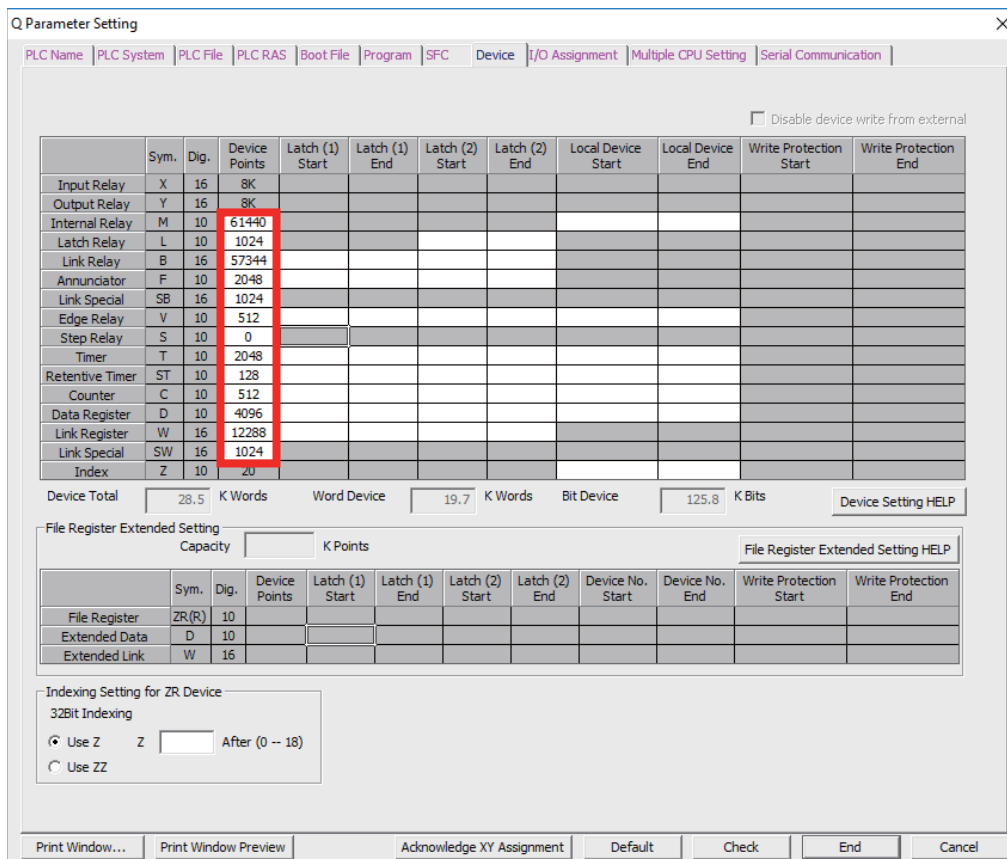 Q Parameter Setting
PLC Name PLC System PLC File PLC RAS Boot File Program SFC Device I/O Assignment Multiple CPU Setting Serial Communication
Disable device write from external
Sym. Dig. Device Points Latch (1) Start Latch (1) End Latch (2) Start Latch (2) End Local Device Start Local Device End Write Protection Start Write Protection End
Input Relay X 16 8K
Output Relay Y 16 8K
Internal Relay M 10 61440
Latch Relay L 10 1024
Link Relay B 16 57344
Annunciator F 10 2048
Link Special SB 16 1024
Edge Relay V 10 512
Step Relay S 10 0
Timer T 10 2048
Retentive Timer ST 10 128
Counter C 10 512
Data Register D 10 4096
Link Register W 16 12288
Link Special SW 16 1024
Index Z 10 20
Device Total 28.5 K Words Word Device 19.7 K Words Bit Device 125.8 K Bits Device Setting HELP
File Register Extended Setting
Capacity K Points File Register Extended Setting HELP
Sym. Dig. Device Points Latch (1) Start Latch (1) End Latch (2) Start Latch (2) End Device No. Start Device No. End Write Protection Start Write Protection End
File Register ZR(R) 10
Extended Data D 10
Extended Link W 16
Indexing Setting for ZR Device
32Bit Indexing
Use Z Z After (0 -- 18)
Use ZZ
Print Window... Print Window Preview Acknowledge XY Assignment Default Check End Cancel